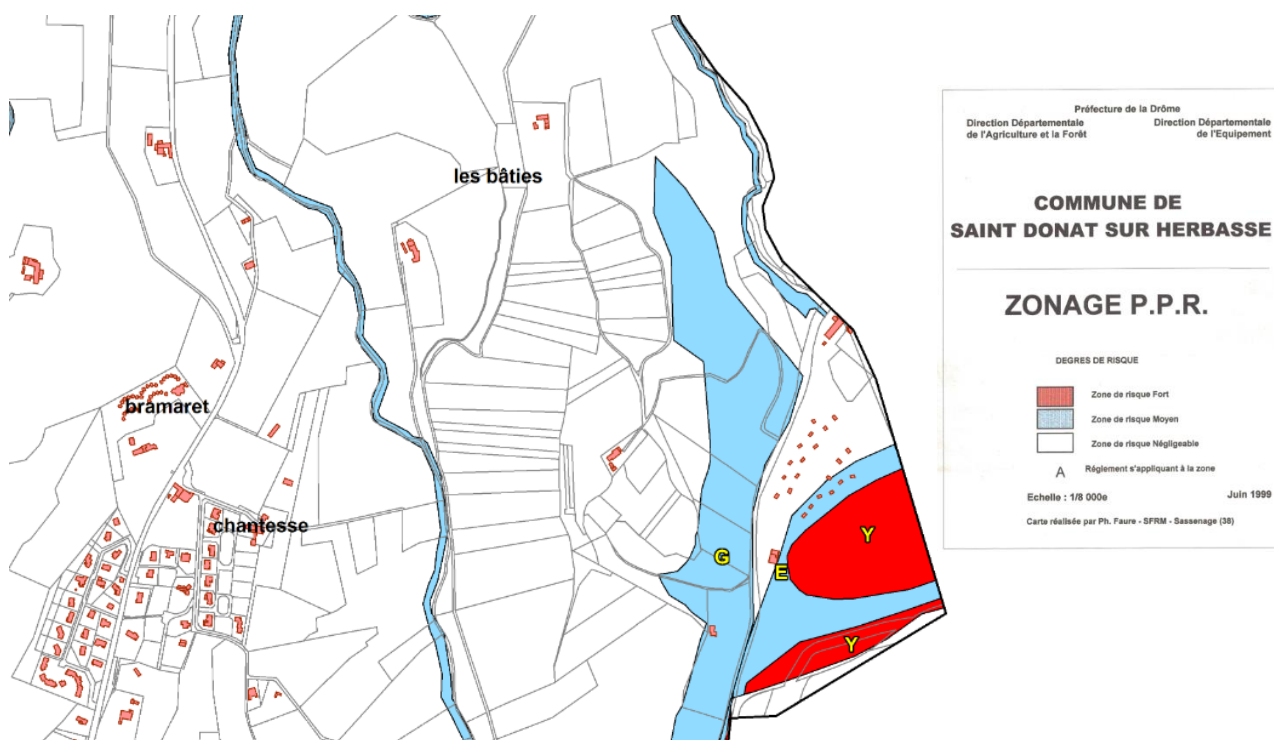 les bâties
bramaret
chantesse
G
E
Y
Y
Préfecture de la Drôme
Direction Départementale
de l'Agriculture et la Forêt
Direction Départementale
de l'Equipement
COMMUNE DE
SAINT DONAT SUR HERBASSE
ZONAGE P.P.R.
DEGRES DE RISQUE
Zone de risque Fort
Zone de risque Moyen
Zone de risque Négligeable
A Réglement s'appliquant à la zone
Echelle : 1/8 000e Juin 1999
Carte réalisée par Ph. Faure - SFRM - Sassenage (38)